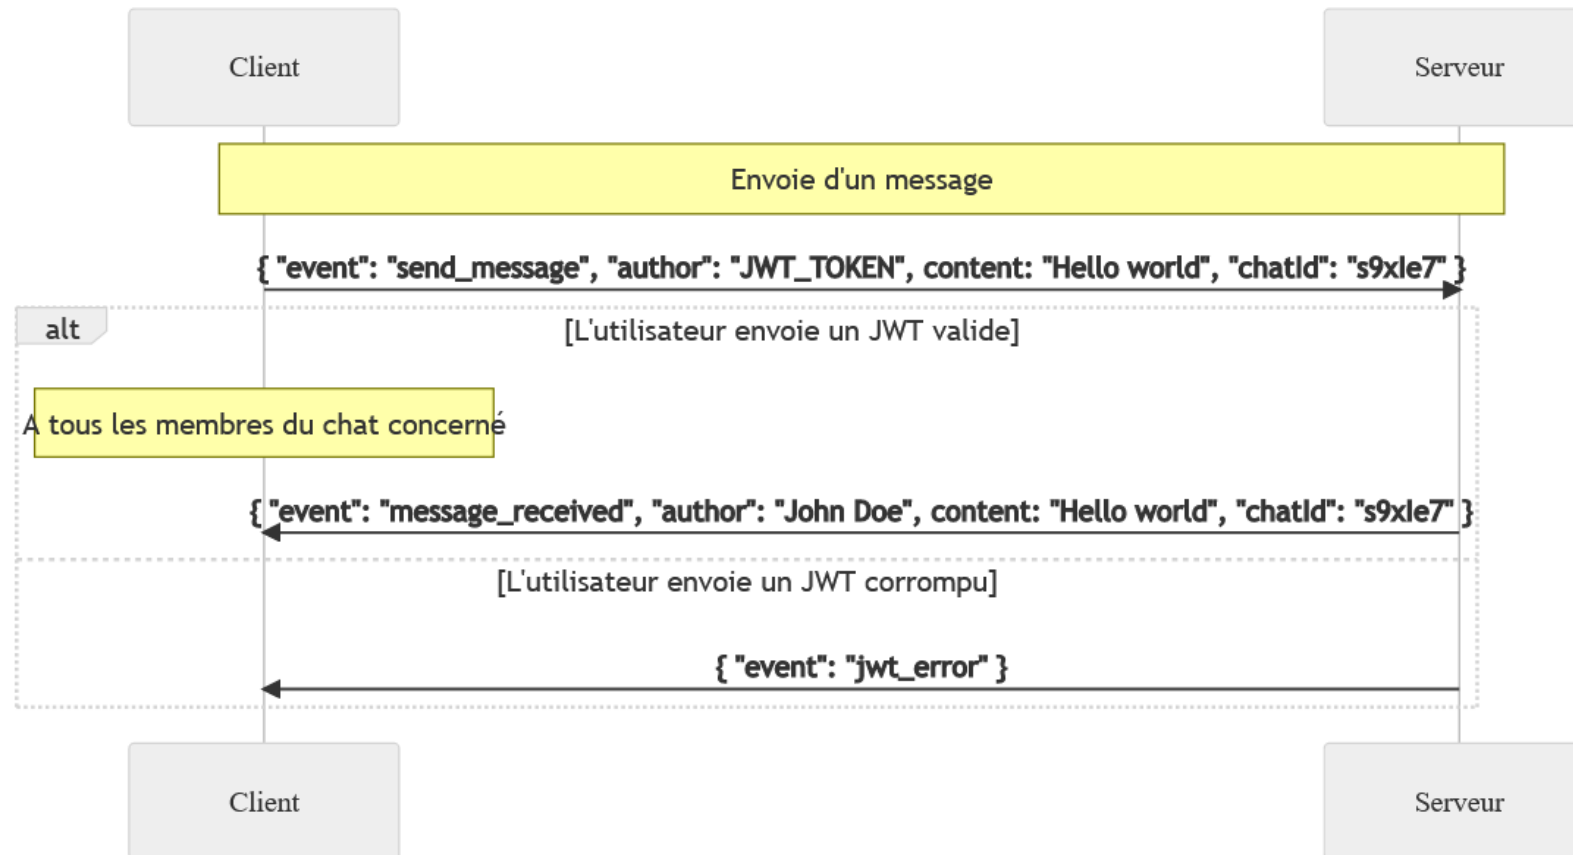 Client
Serveur
Envoie d'un message
{ "event": "send_message", "author": "JWT_TOKEN", content: "Hello world", "chatId": "s9xIe7" }
alt
[L'utilisateur envoie un JWT valide]
A tous les membres du chat concerné
{ "event": "message_received", "author": "John Doe", content: "Hello world", "chatId": "s9xIe7" }
[L'utilisateur envoie un JWT corrompu]
{ "event": "jwt_error" }
Client
Serveur